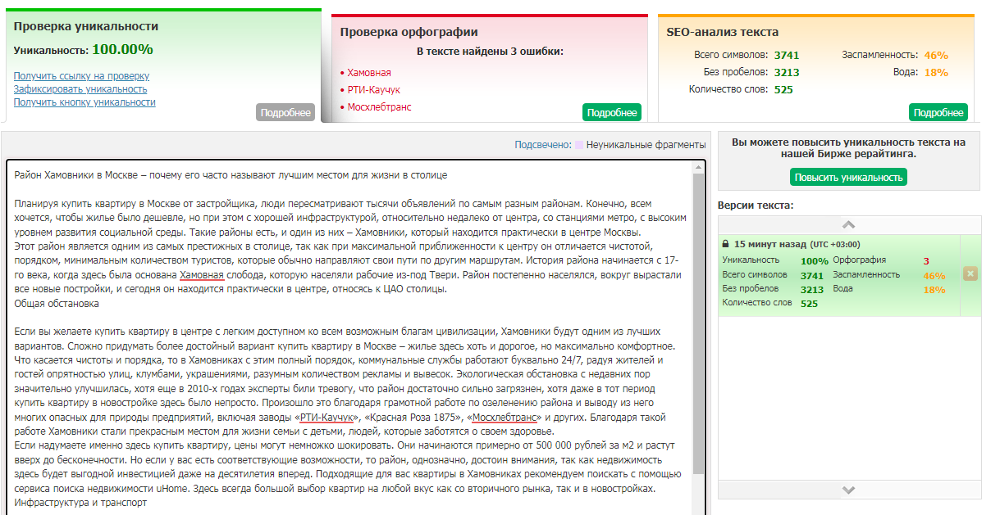 Проверка уникальности
Уникальность: 100.00%
Получить ссылку на проверку
Зафиксировать уникальность
Получить кнопку уникальности
Подробнее
Проверка орфографии
В тексте найдены 3 ошибки:
• Хамовная
• РТИ-Каучук
• Мосхлебтранс
Подробнее
SEO-анализ текста
Всего символов: 3741
Без пробелов: 3213
Количество слов: 525
Заспамленность: 46%
Вода: 18%
Подробнее
Подсвечено: Неуникальные фрагменты
Район Хамовники в Москве – почему его часто называют лучшим местом для жизни в столице
Планируя купить квартиру в Москве от застройщика, люди пересматривают тысячи объявлений по самым разным районам. Конечно, всем
хочется, чтобы жилье было дешевле, но при этом с хорошей инфраструктурой, относительно недалеко от центра, со станциями метро, с высоким
уровнем развития социальной среды. Такие районы есть, и один из них – Хамовники, который находится практически в центре Москвы.
Этот район является одним из самых престижных в столице, так как при максимальной приближенности к центру он отличается чистотой,
порядком, минимальным количеством туристов, которые обычно направляют свои пути по другим маршрутам. История района начинается с 17-
го века, когда здесь была основана Хамовная слобода, которую населяли рабочие из-под Твери. Район постепенно населялся, вокруг вырастали
все новые постройки, и сегодня он находится практически в центре, относясь к ЦАО столицы.
Общая обстановка
Если вы желаете купить квартиру в центре с легким доступном ко всем возможным благам цивилизации, Хамовники будут одним из лучших
вариантов. Сложно придумать более достойный вариант купить квартиру в Москве – жилье здесь хоть и дорогое, но максимально комфортное.
Что касается чистоты и порядка, то в Хамовниках с этим полный порядок, коммунальные службы работают буквально 24/7, радуя жителей и
гостей опрятностью улиц, клумбами, украшениями, разумным количеством рекламы и вывесок. Экологическая обстановка с недавних пор
значительно улучшилась, хотя еще в 2010-х годах эксперты били тревогу, что район достаточно сильно загрязнен, хотя даже в тот период
купить квартиру в новостройке здесь было непросто. Произошло это благодаря грамотной работе по озеленению района и выводу из него
многих опасных для природы предприятий, включая заводы «РТИ-Каучук», «Красная Роза 1875», «Мосхлебтранс» и других. Благодаря такой
работе Хамовники стали прекрасным местом для жизни семьи с детьми, людей, которые заботятся о своем здоровье.
Если надумаете именно здесь купить квартиру, цены могут немножко шокировать. Они начинаются примерно от 500 000 рублей за м2 и растут
вверх до бесконечности. Но если у вас есть соответствующие возможности, то район, однозначно, достоин внимания, так как недвижимость
здесь будет выгодной инвестицией даже на десятилетия вперед. Подходящие для вас квартиры в Хамовниках рекомендуем поискать с помощью
сервиса поиска недвижимости uHome. Здесь всегда большой выбор квартир на любой вкус как со вторичного рынка, так и в новостройках.
Инфраструктура и транспорт
Вы можете повысить уникальность текста на
нашей Бирже рерайтинга.
Повысить уникальность
Версии текста:
15 минут назад (UTC +03:00)
Уникальность 100% Орфография 3
Всего символов 3741 Заспамленность 46%
Без пробелов 3213 Вода 18%
Количество слов 525